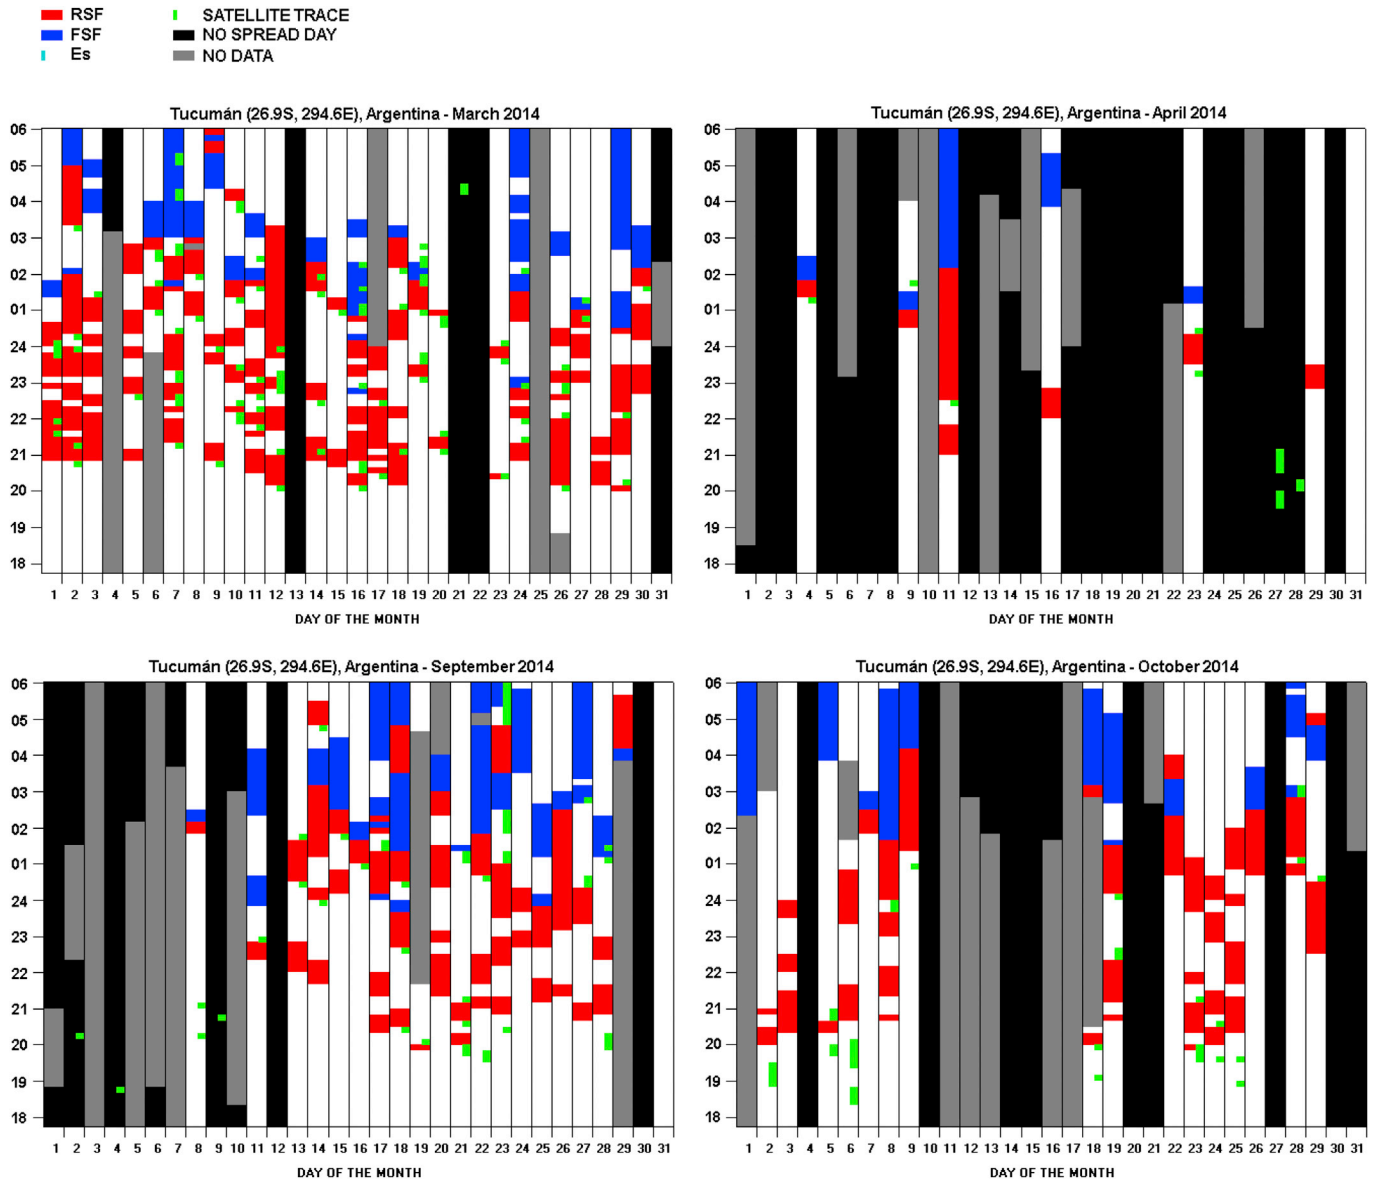 RSF
FSF
Es
SATELLITE TRACE
NO SPREAD DAY
NO DATA
Tucumán (26.9S, 294.6E), Argentina - March 2014
06
05
04
03
02
01
24
23
22
21
20
19
18
1 2 3 4 5 6 7 8 9 10 11 12 13 14 15 16 17 18 19 20 21 22 23 24 25 26 27 28 29 30 31
DAY OF THE MONTH
Tucumán (26.9S, 294.6E), Argentina - April 2014
06
05
04
03
02
01
24
23
22
21
20
19
18
1 2 3 4 5 6 7 8 9 10 11 12 13 14 15 16 17 18 19 20 21 22 23 24 25 26 27 28 29 30 31
DAY OF THE MONTH
Tucumán (26.9S, 294.6E), Argentina - September 2014
06
05
04
03
02
01
24
23
22
21
20
19
18
1 2 3 4 5 6 7 8 9 10 11 12 13 14 15 16 17 18 19 20 21 22 23 24 25 26 27 28 29 30 31
DAY OF THE MONTH
Tucumán (26.9S, 294.6E), Argentina - October 2014
06
05
04
03
02
01
24
23
22
21
20
19
18
1 2 3 4 5 6 7 8 9 10 11 12 13 14 15 16 17 18 19 20 21 22 23 24 25 26 27 28 29 30 31
DAY OF THE MONTH